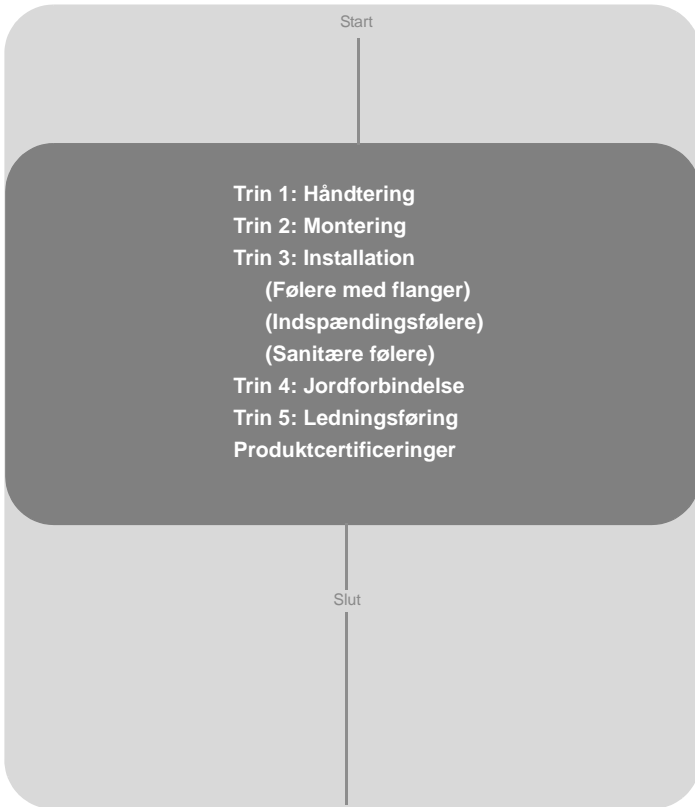 Start
Trin 1: Håndtering
Trin 2: Montering
Trin 3: Installation
(Følere med flanger)
(Indspændingsfølere)
(Sanitære følere)
Trin 4: Jordforbindelse
Trin 5: Ledningsføring
Produktcertificeringer
Slut